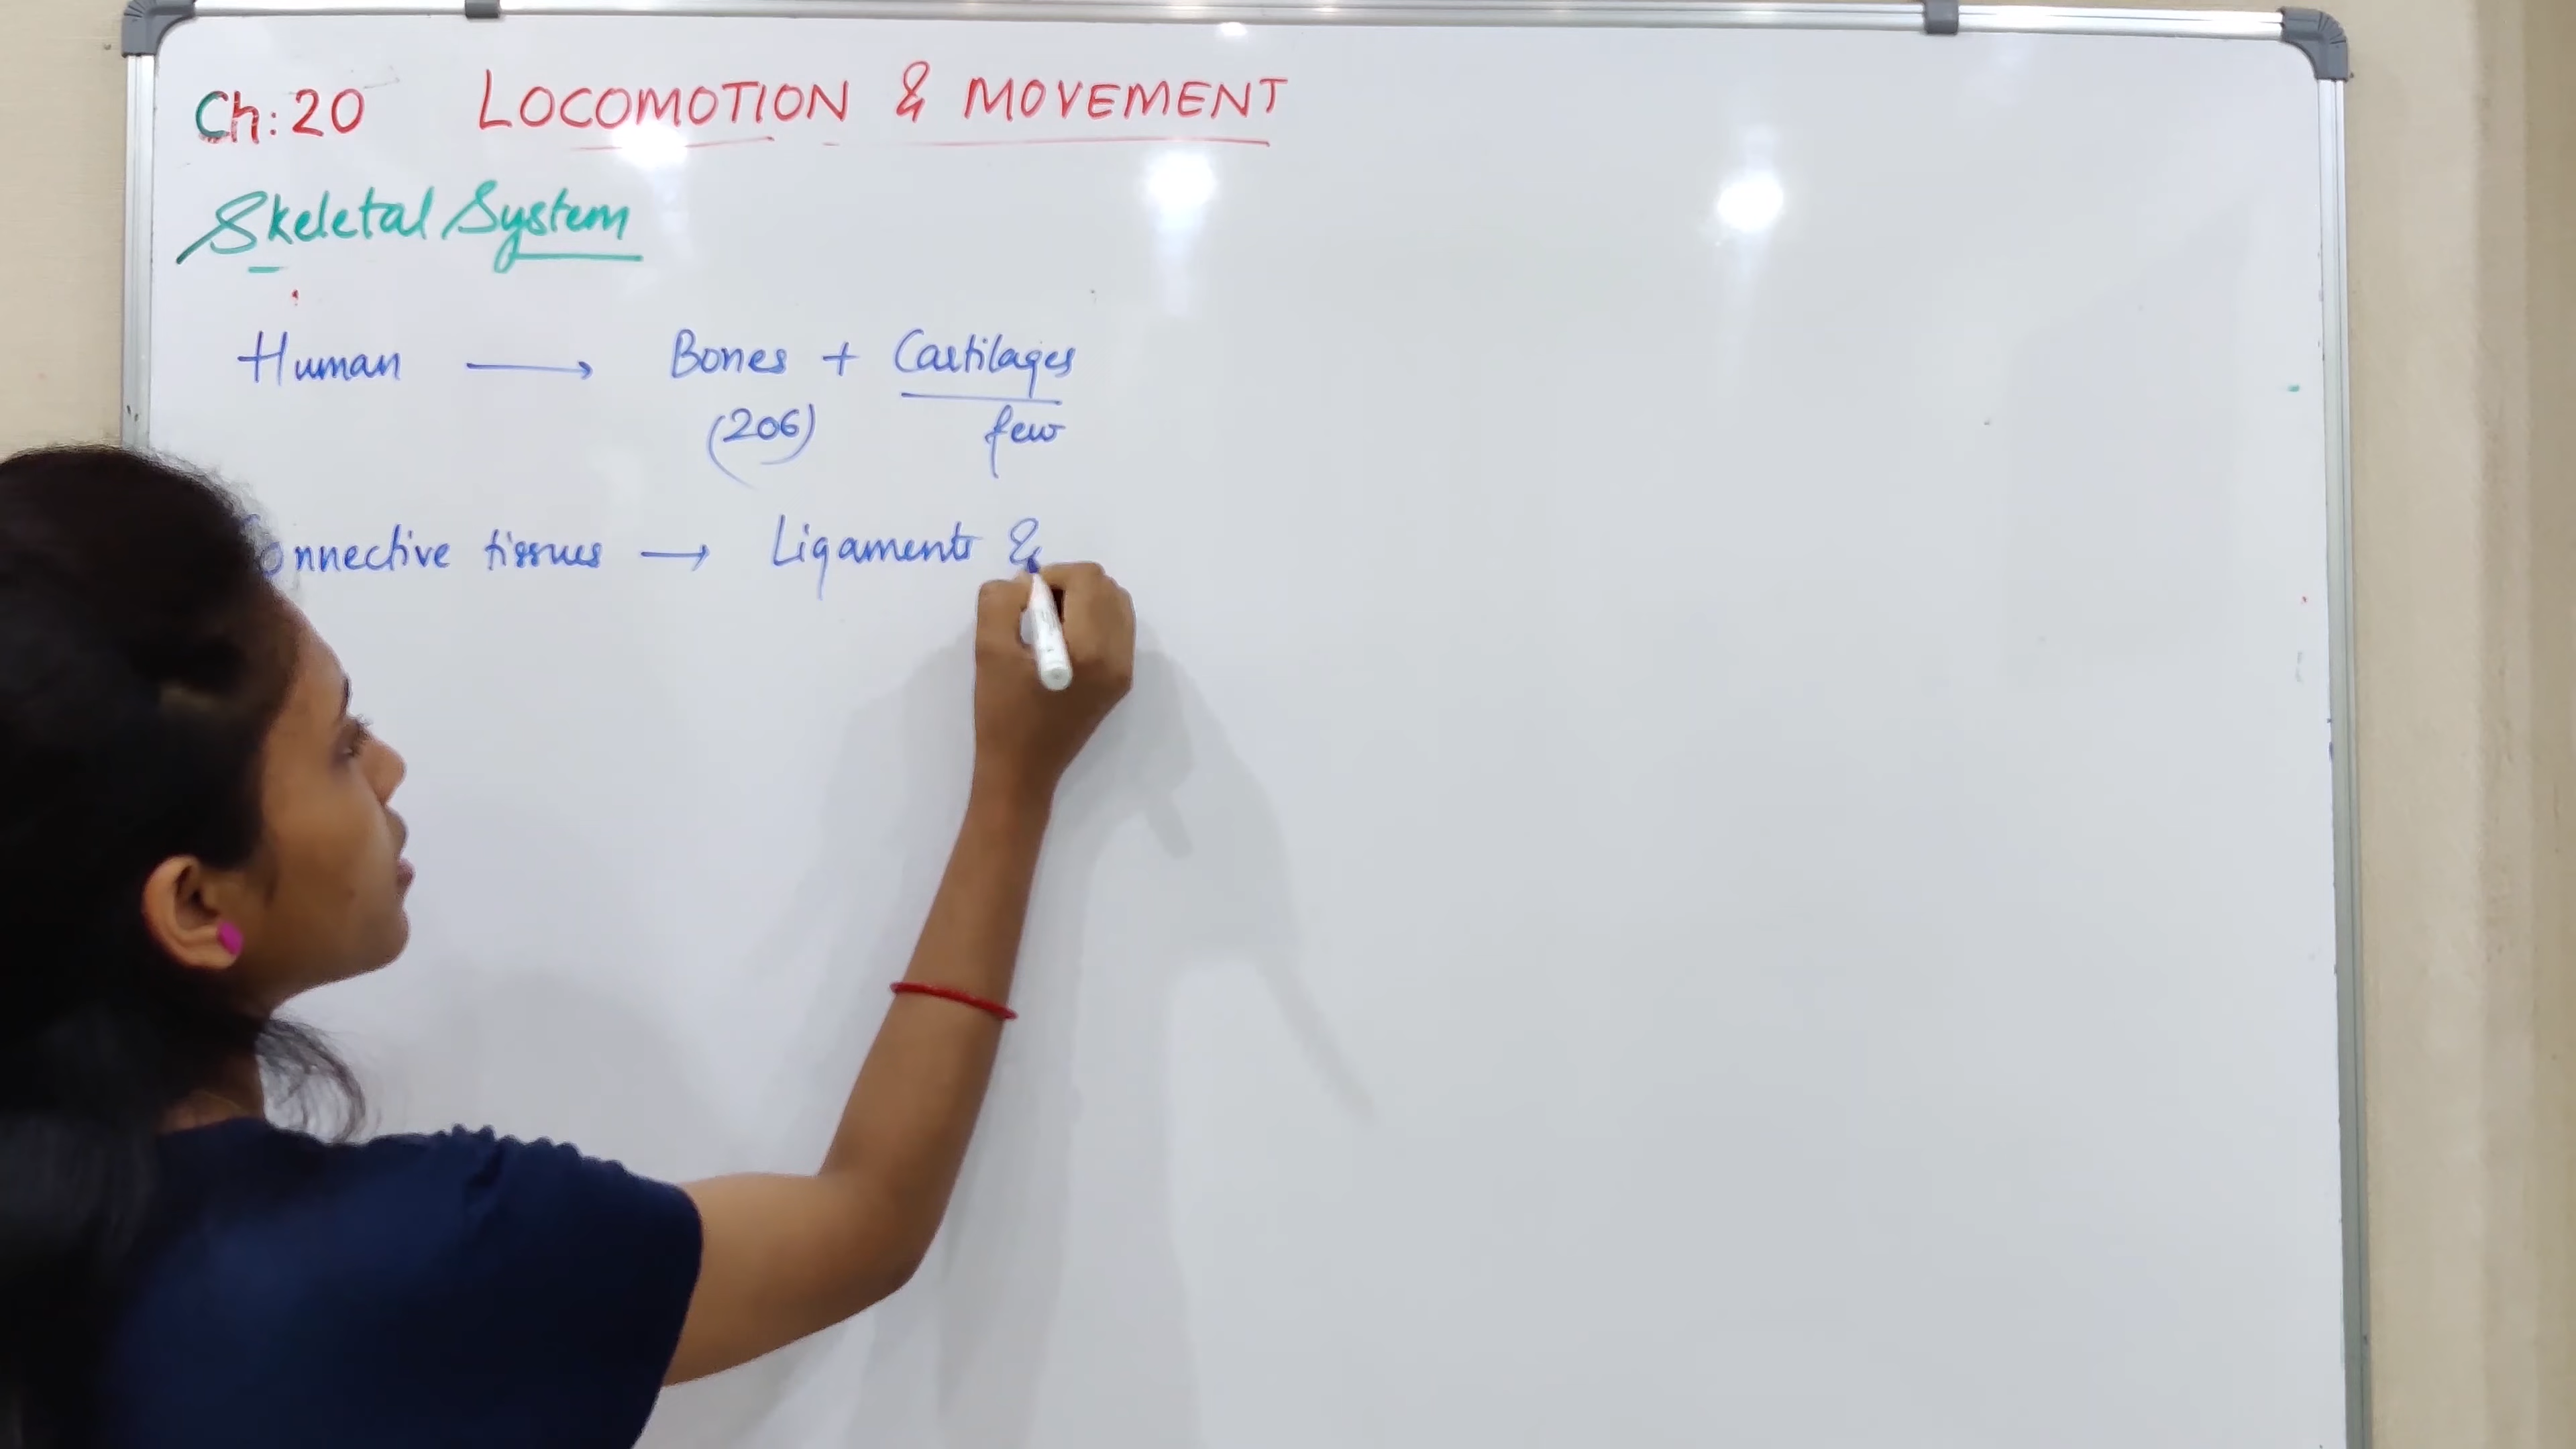 Ch: 20 LOCOMOTION & MOVEMENT
Skeletal System
Human → Bones + Cartilages
(206) few
Connective tissues → Ligaments &